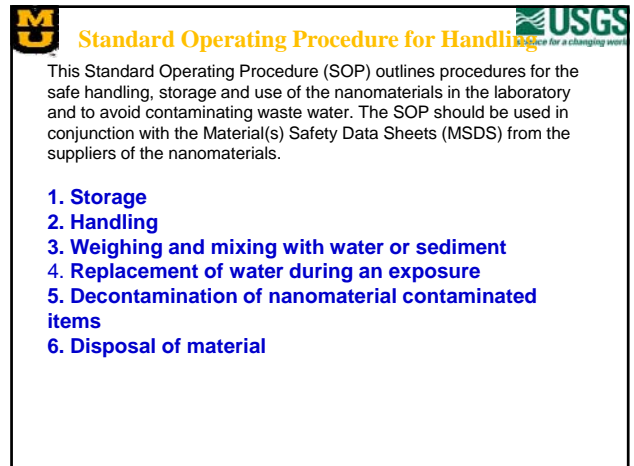 MU
USGS
Standard Operating Procedure for Handling
science for a changing world
This Standard Operating Procedure (SOP) outlines procedures for the
safe handling, storage and use of the nanomaterials in the laboratory
and to avoid contaminating waste water. The SOP should be used in
conjunction with the Material(s) Safety Data Sheets (MSDS) from the
suppliers of the nanomaterials.
1. Storage
2. Handling
3. Weighing and mixing with water or sediment
4. Replacement of water during an exposure
5. Decontamination of nanomaterial contaminated
items
6. Disposal of material